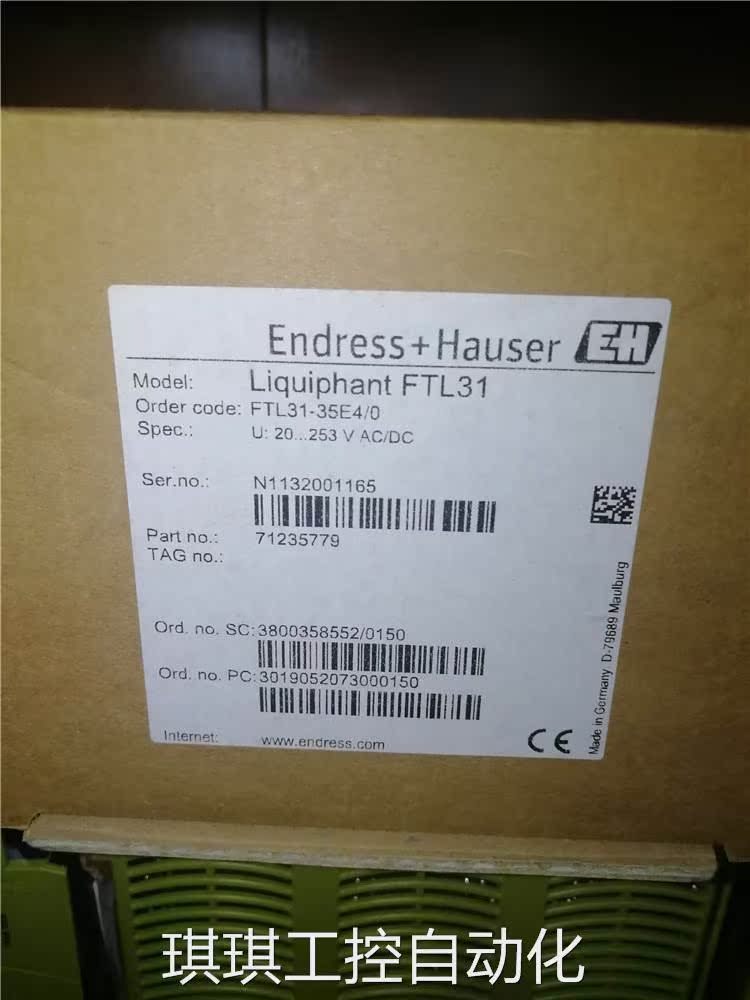 Endress+Hauser EH
Model: Liquiphant FTL31
Order code: FTL31-35E4/0
Spec.: U: 20...253 V AC/DC
Ser.no.: N1132001165
Part no.: 71235779
TAG no.:
Ord. no. SC:3800358552/0150
Ord. no. PC:3019052073000150
Internet: www.endress.com
CE
Made in Germany D-79689 Maulburg
琪琪工控自动化